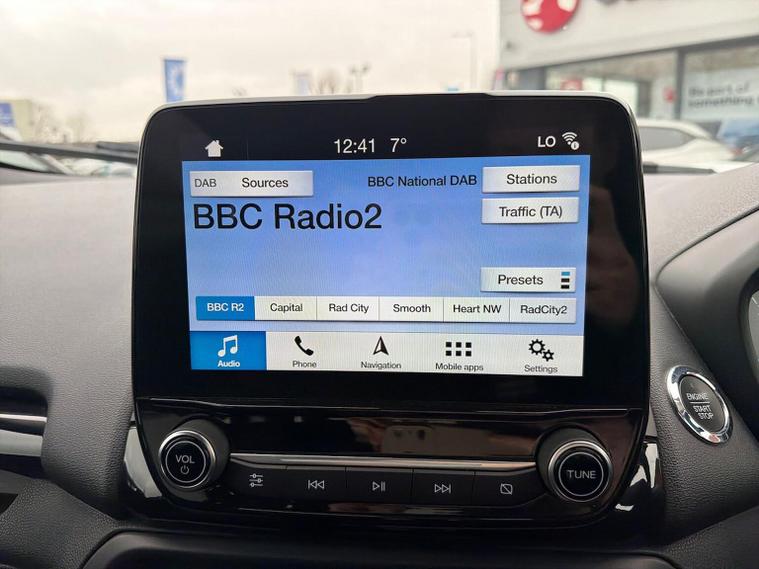 12:41 7° LO
DAB Sources BBC National DAB Stations
BBC Radio2
Traffic (TA)
Presets
BBC R2 Capital Rad City Smooth Heart NW RadCity2
Audio Phone Navigation Mobile apps Settings
VOL
TUNE
ENGINE
START
STOP
Be part of
something